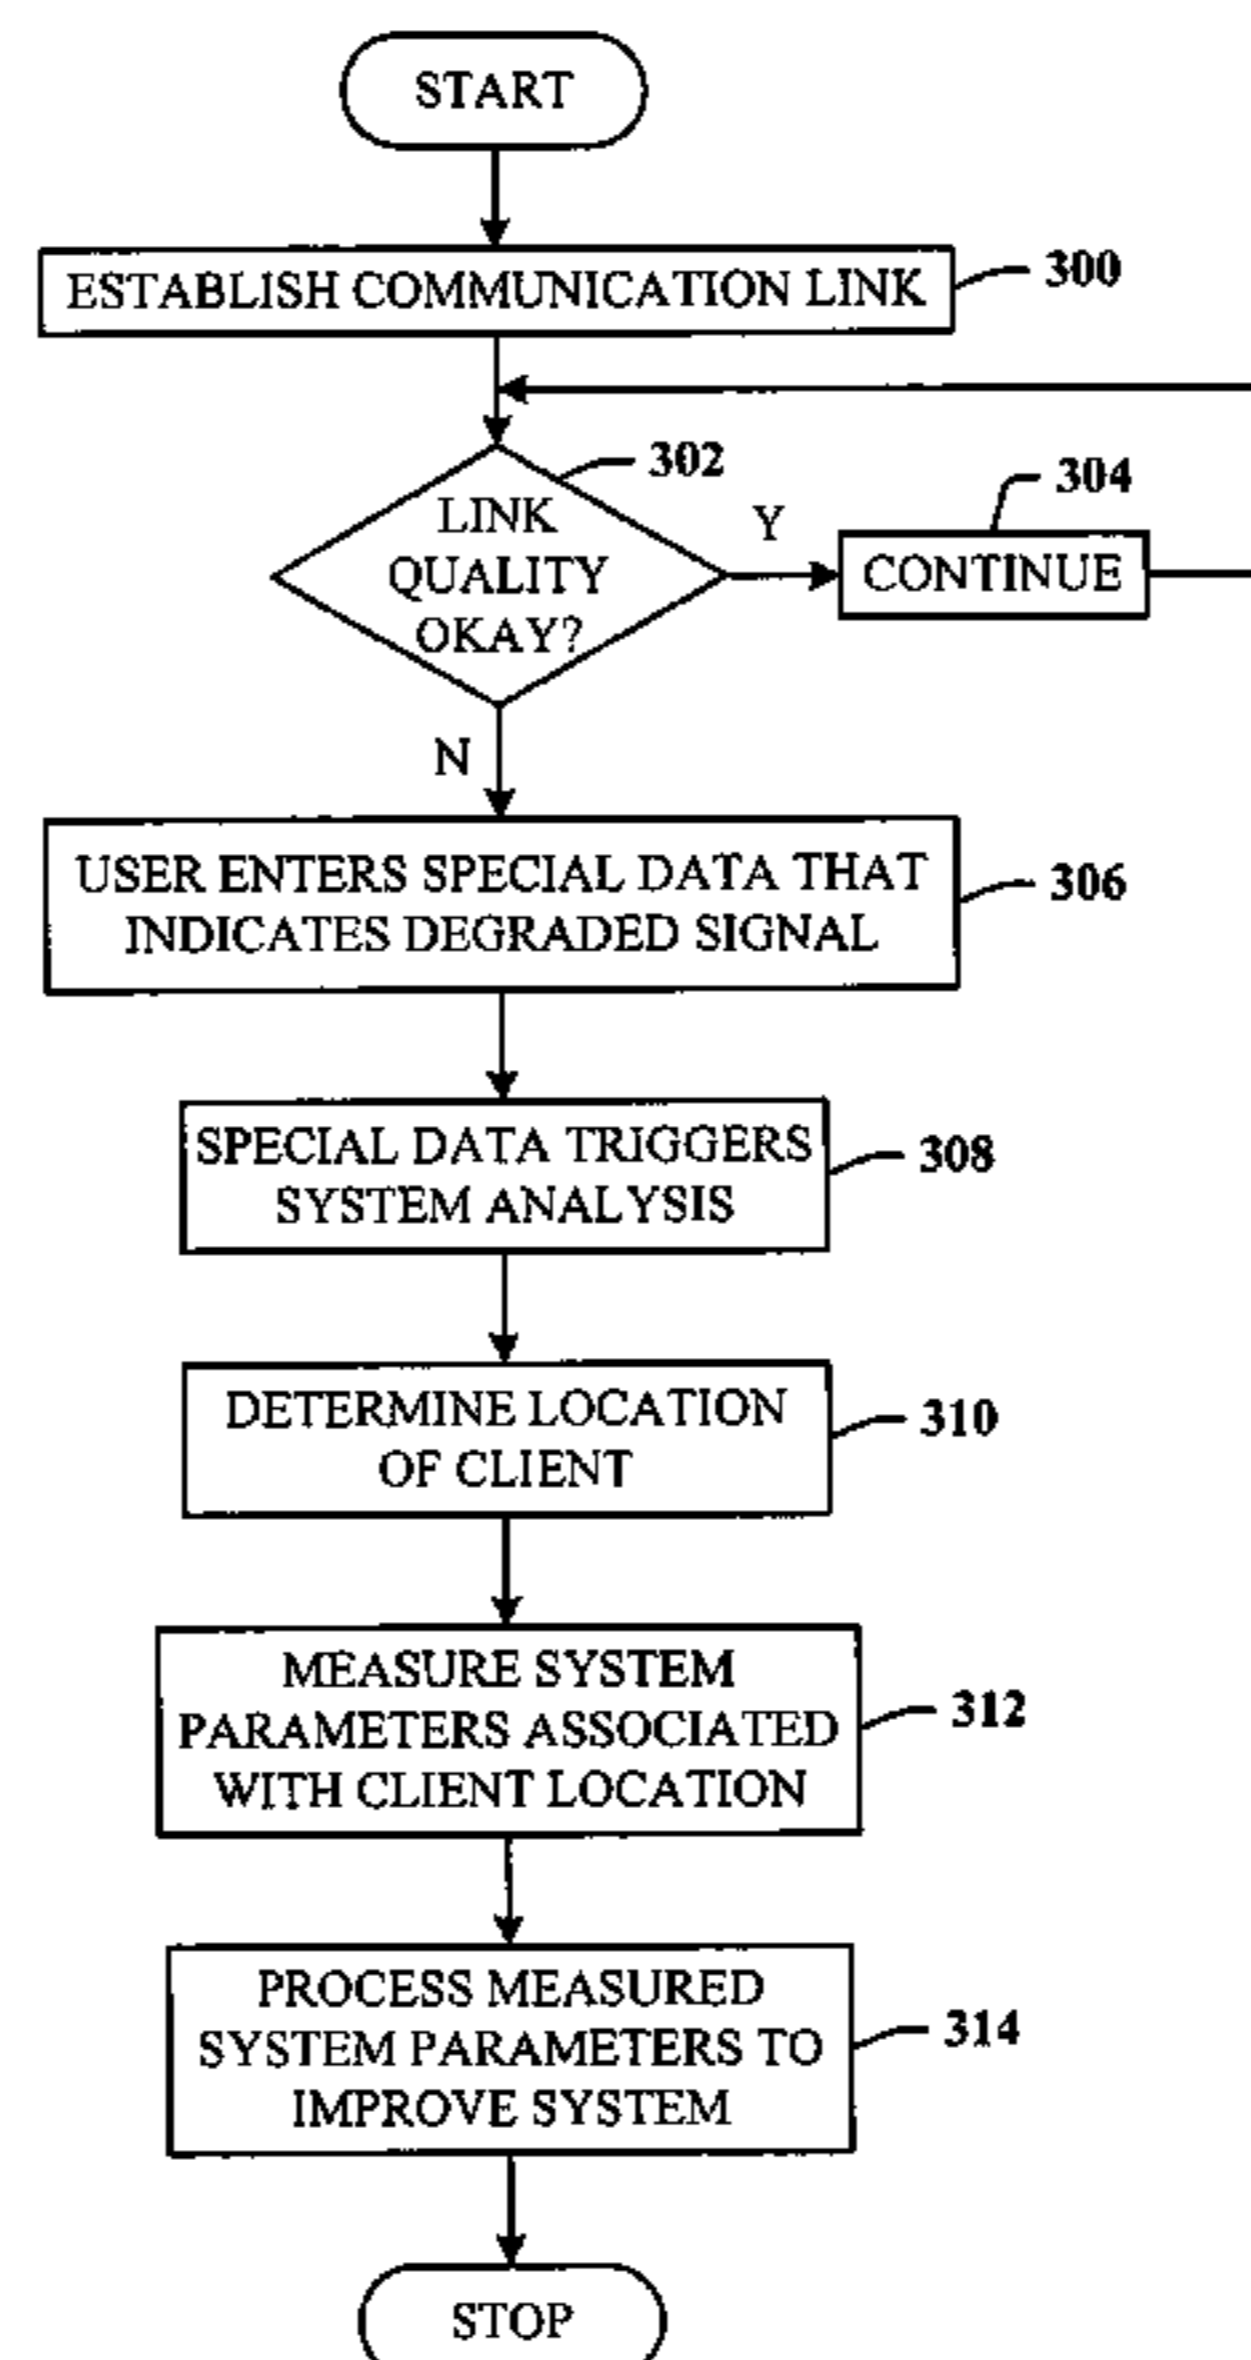 START
ESTABLISH COMMUNICATION LINK
300
302
304
LINK
QUALITY
OKAY?
Y
CONTINUE
N
USER ENTERS SPECIAL DATA THAT
INDICATES DEGRADED SIGNAL
306
SPECIAL DATA TRIGGERS
SYSTEM ANALYSIS
308
DETERMINE LOCATION
OF CLIENT
310
MEASURE SYSTEM
PARAMETERS ASSOCIATED
WITH CLIENT LOCATION
312
PROCESS MEASURED
SYSTEM PARAMETERS TO
IMPROVE SYSTEM
314
STOP